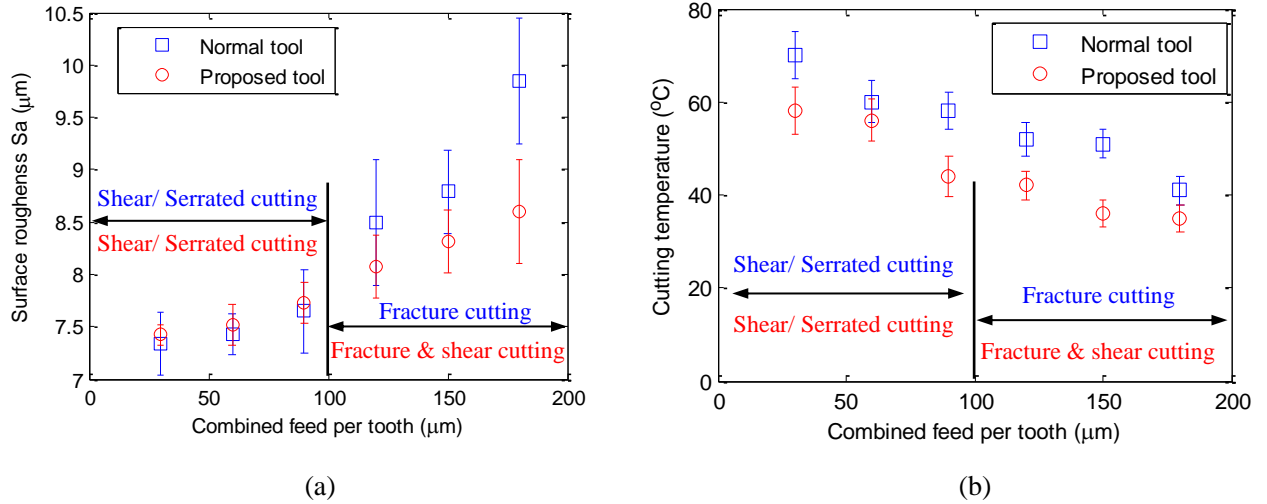 10.5
10
9.5
9
8.5
8
7.5
7
Surface roughenss Sa (μm)
Normal tool
Proposed tool
Shear/ Serrated cutting
Shear/ Serrated cutting
Fracture cutting
Fracture & shear cutting
0 50 100 150 200
Combined feed per tooth (μm)
(a)
80
60
40
20
0
Cutting temperature (°C)
Normal tool
Proposed tool
Shear/ Serrated cutting
Shear/ Serrated cutting
Fracture cutting
Fracture & shear cutting
0 50 100 150 200
Combined feed per tooth (μm)
(b)